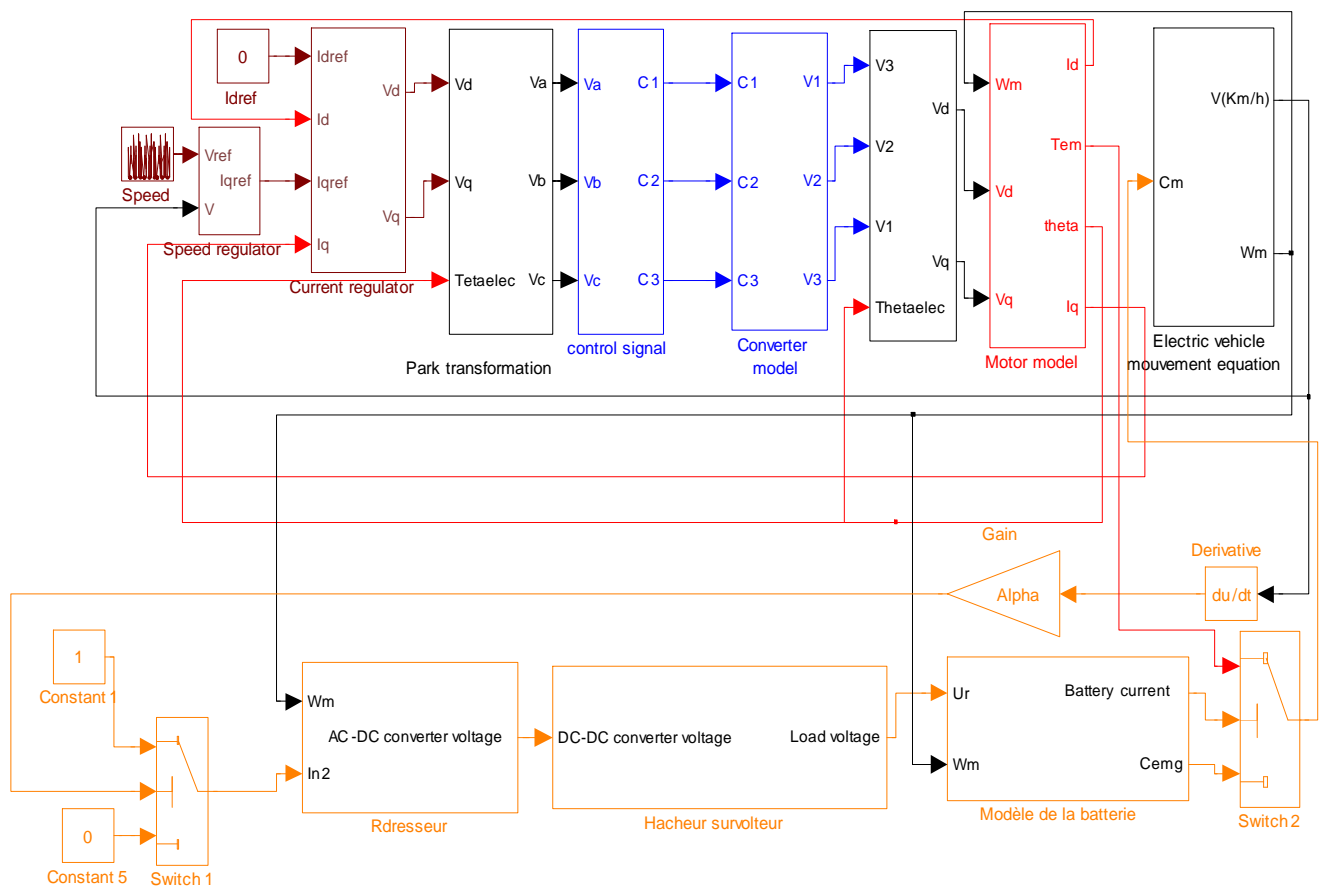 0
Idref
Speed
Vref
V
Iqref
Speed regulator
Idref
Id
Iqref
Iq
Vd
Vq
Current regulator
Vd
Vq
Tetaelec
Va
Vb
Vc
Park transformation
Va
Vb
Vc
C1
C2
C3
control signal
C1
C2
C3
V1
V2
V3
Converter
model
V3
V2
V1
Thetaelec
Vd
Vq
Wm
Vd
Vq
Id
Tem
theta
Iq
Motor model
Cm
V(Km/h)
Wm
Electric vehicle
mouvement equation
Gain
Alpha
Derivative
du/dt
1
Constant 1
0
Constant 5
Switch 1
Wm
In2
AC-DC converter voltage
Rdresseur
DC-DC converter voltage
Load voltage
Hacheur survolteur
Ur
Wm
Battery current
Cemg
Modèle de la batterie
Switch 2